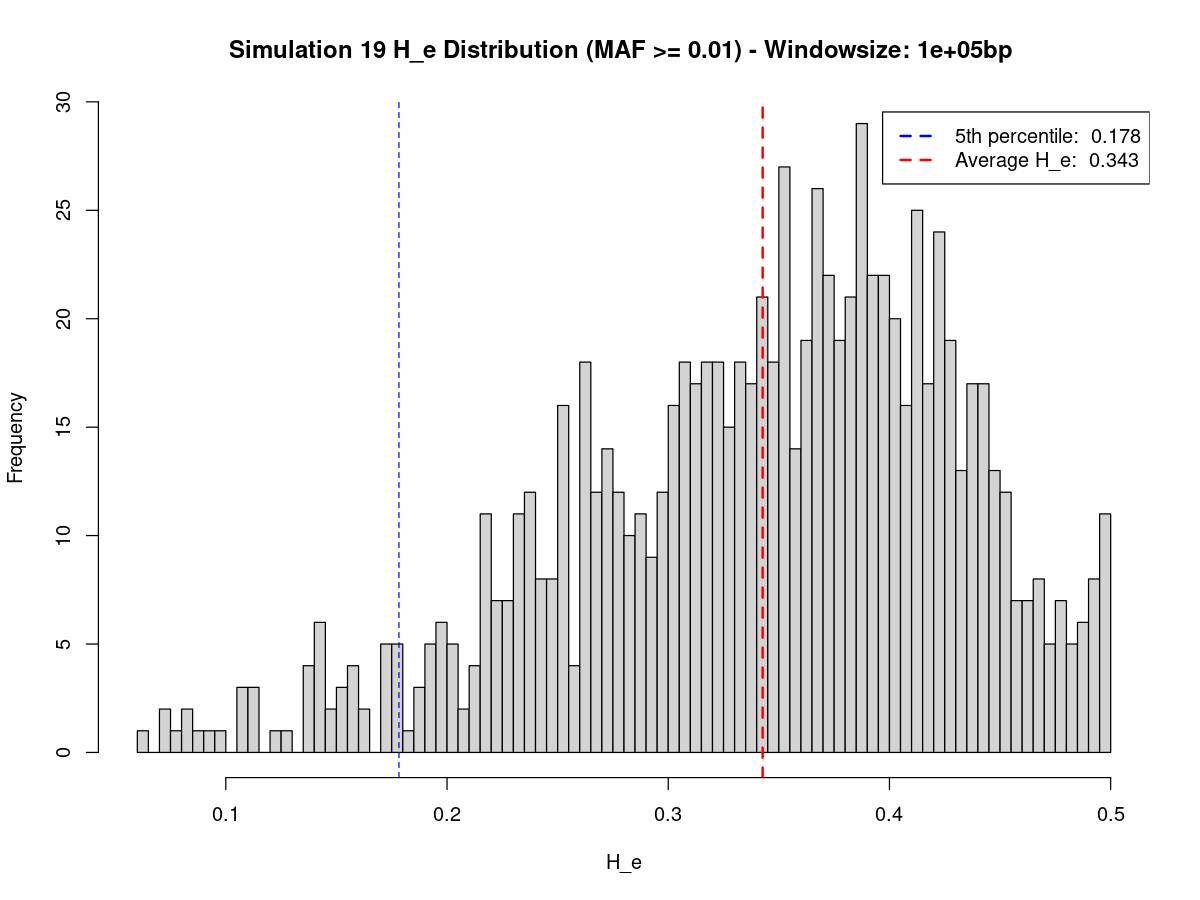 Simulation 19 H_e Distribution (MAF >= 0.01) - Windowsize: 1e+05bp
5th percentile: 0.178
Average H_e: 0.343
Frequency
30
25
20
15
10
5
0
0.1 0.2 0.3 0.4 0.5
H_e